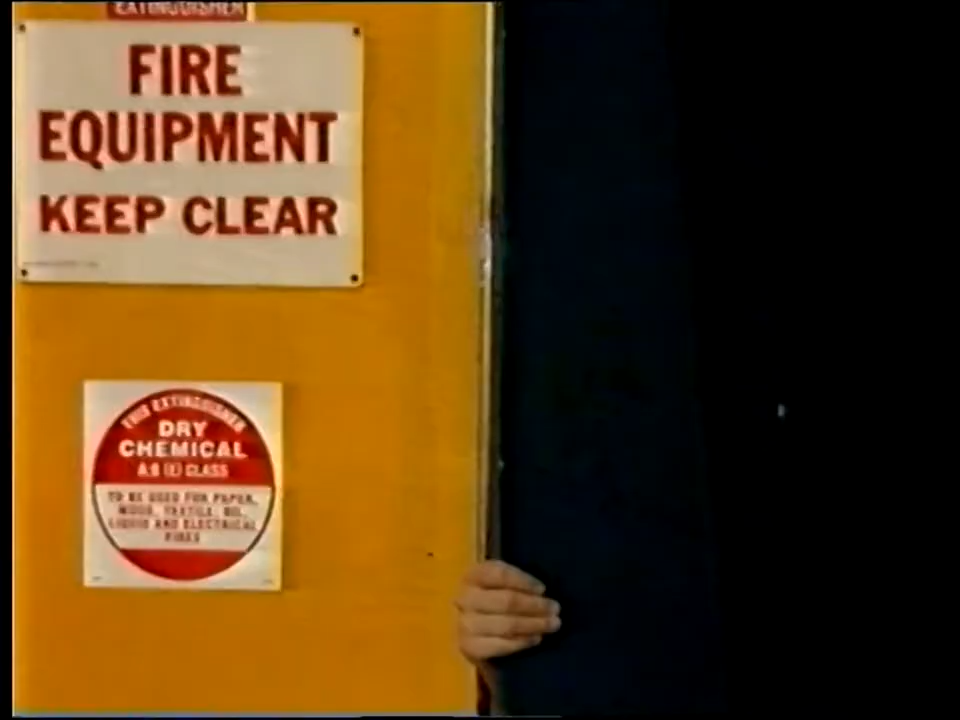 EXTINGUISHER
FIRE
EQUIPMENT
KEEP CLEAR
THIS EXTINGUISHER
DRY
CHEMICAL
A:B (E) CLASS
TO BE USED FOR PAPER,
WOOD, TEXTILE, OIL,
LIQUID AND ELECTRICAL
FIRES